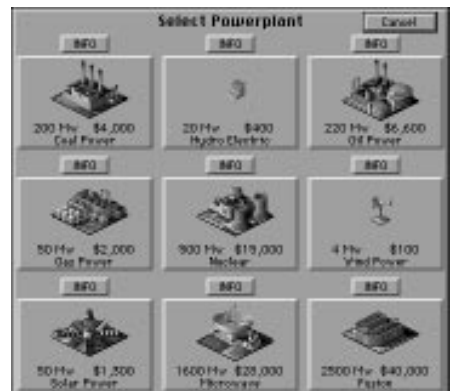 Select Powerplant
Cancel
INFO INFO INFO
200 Mw $4,000
Coal Power
20 Mw $400
Hydro Electric
220 Mw $6,600
Oil Power
INFO INFO INFO
50 Mw $2,000
Gas Power
500 Mw $15,000
Nuclear
4 Mw $100
Wind Power
INFO INFO INFO
50 Mw $1,300
Solar Power
1600 Mw $28,000
Microwave
2500 Mw $40,000
Fusion